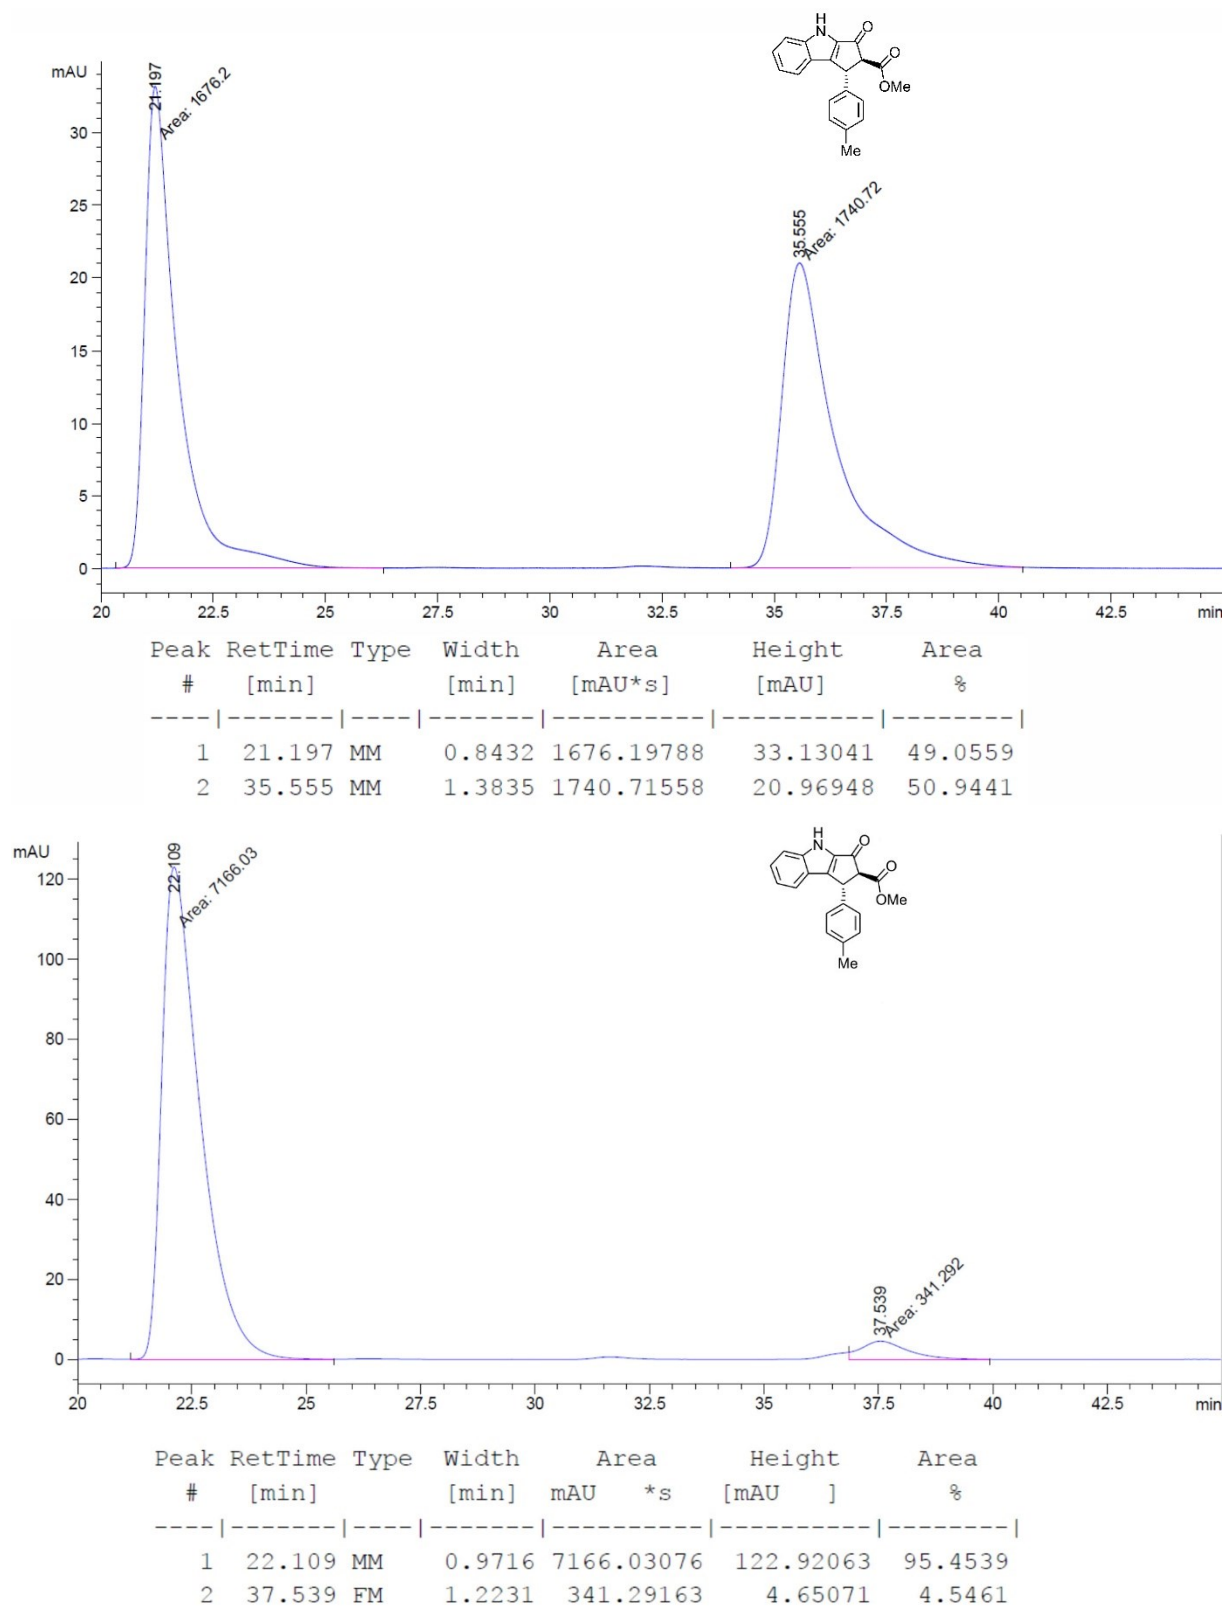 H
N
O
O
OMe
Me
mAU
21.197
Area: 1676.2
35.555
Area: 1740.72
30
25
20
15
10
5
0
20 22.5 25 27.5 30 32.5 35 37.5 40 42.5 min
Peak RetTime Type Width Area Height Area
# [min] [min] [mAU*s] [mAU] %
----|-------|----|-------|----------|----------|--------|
1 21.197 MM 0.8432 1676.19788 33.13041 49.0559
2 35.555 MM 1.3835 1740.71558 20.96948 50.9441
H
N
O
O
OMe
Me
mAU
22.109
Area: 7166.03
37.539
Area: 341.292
120
100
80
60
40
20
0
20 22.5 25 27.5 30 32.5 35 37.5 40 42.5 min
Peak RetTime Type Width Area Height Area
# [min] [min] mAU *s [mAU ] %
----|-------|----|-------|----------|----------|--------|
1 22.109 MM 0.9716 7166.03076 122.92063 95.4539
2 37.539 FM 1.2231 341.29163 4.65071 4.5461